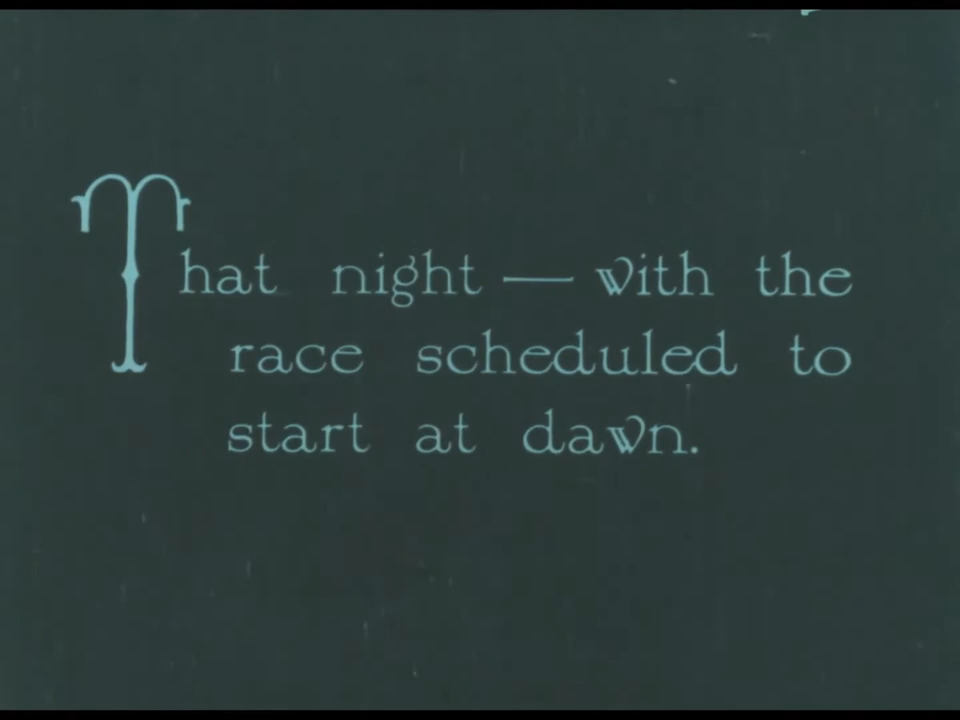 That night — with the
race scheduled to
start at dawn.